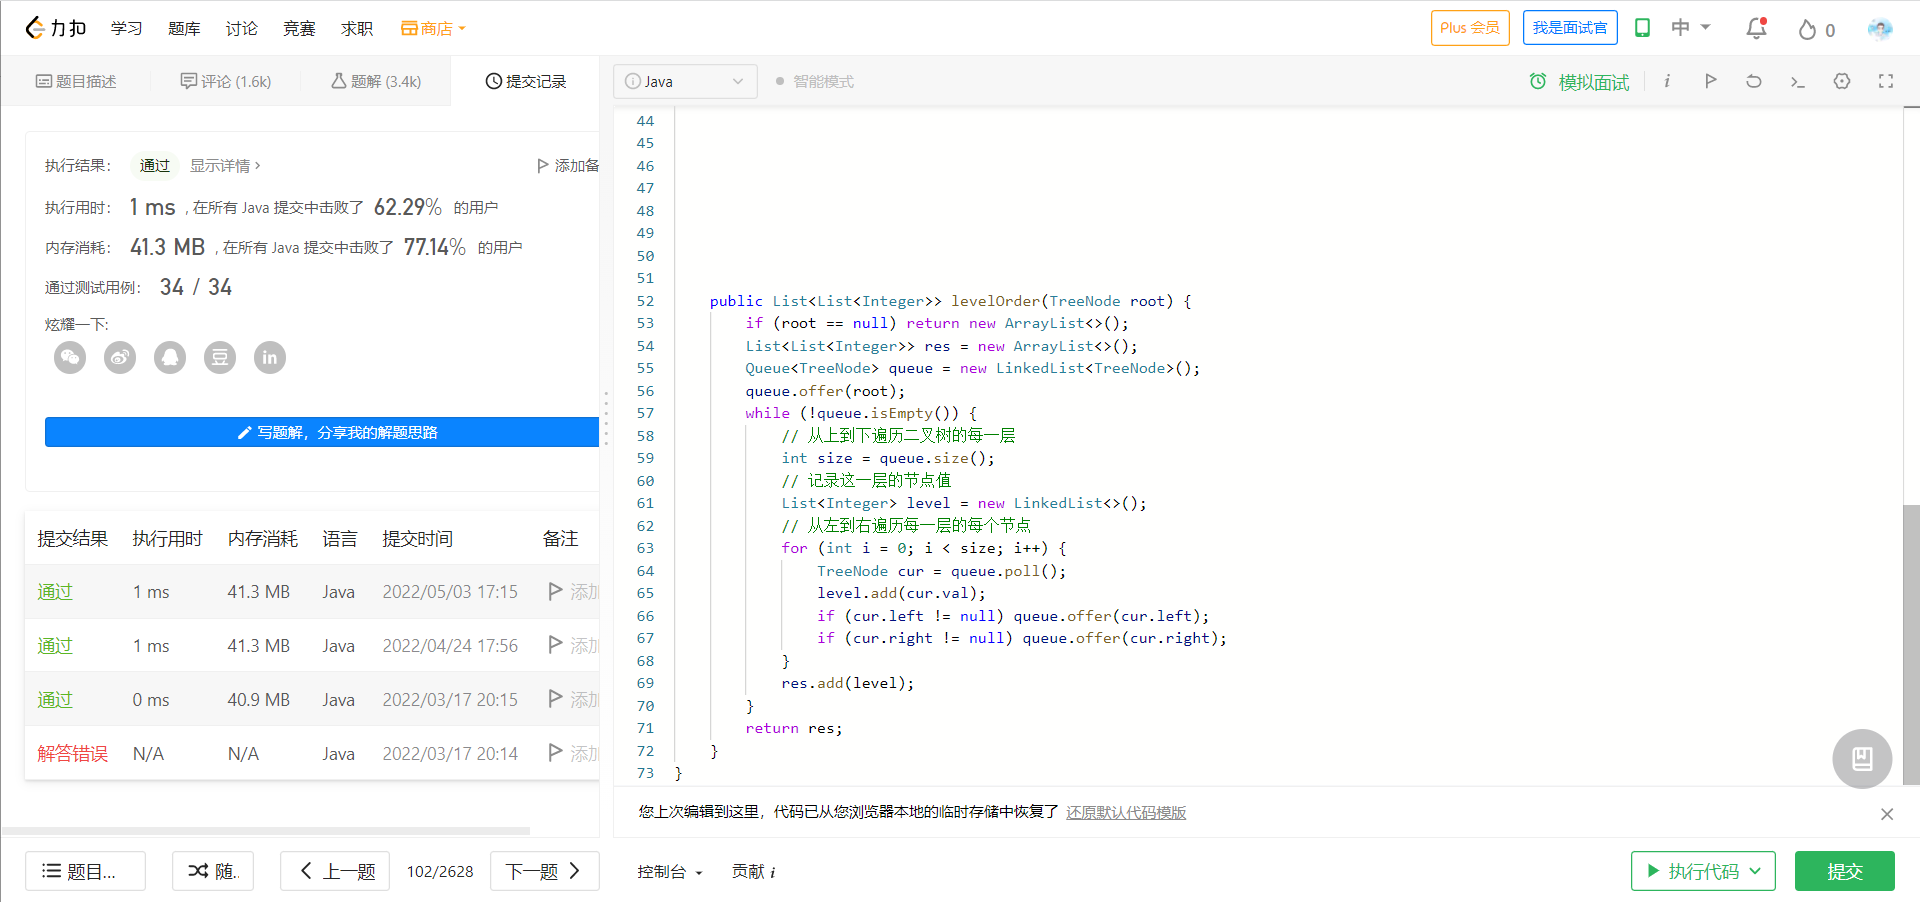 力扣 学习 题库 讨论 竞赛 求职 商店 Plus 会员 我是面试官 中 0
题目描述 评论 (1.6k) 题解 (3.4k) 提交记录
执行结果： 通过 显示详情 › 添加备
执行用时： 1 ms , 在所有 Java 提交中击败了 62.29% 的用户
内存消耗： 41.3 MB , 在所有 Java 提交中击败了 77.14% 的用户
通过测试用例： 34 / 34
炫耀一下:
豆 in
写题解，分享我的解题思路
提交结果 执行用时 内存消耗 语言 提交时间 备注
通过 1 ms 41.3 MB Java 2022/05/03 17:15 添加
通过 1 ms 41.3 MB Java 2022/04/24 17:56 添加
通过 0 ms 40.9 MB Java 2022/03/17 20:15 添加
解答错误 N/A N/A Java 2022/03/17 20:14 添加
题目... 随.. 上一题 102/2628 下一题
i Java 智能模式 模拟面试 i
44
45
46
47
48
49
50
51
52 public List<List<Integer>> levelOrder(TreeNode root) {
53 if (root == null) return new ArrayList<>();
54 List<List<Integer>> res = new ArrayList<>();
55 Queue<TreeNode> queue = new LinkedList<TreeNode>();
56 queue.offer(root);
57 while (!queue.isEmpty()) {
58 // 从上到下遍历二叉树的每一层
59 int size = queue.size();
60 // 记录这一层的节点值
61 List<Integer> level = new LinkedList<>();
62 // 从左到右遍历每一层的每个节点
63 for (int i = 0; i < size; i++) {
64 TreeNode cur = queue.poll();
65 level.add(cur.val);
66 if (cur.left != null) queue.offer(cur.left);
67 if (cur.right != null) queue.offer(cur.right);
68 }
69 res.add(level);
70 }
71 return res;
72 }
73 }
您上次编辑到这里，代码已从您浏览器本地的临时存储中恢复了 还原默认代码模版
控制台 贡献 i 执行代码 提交